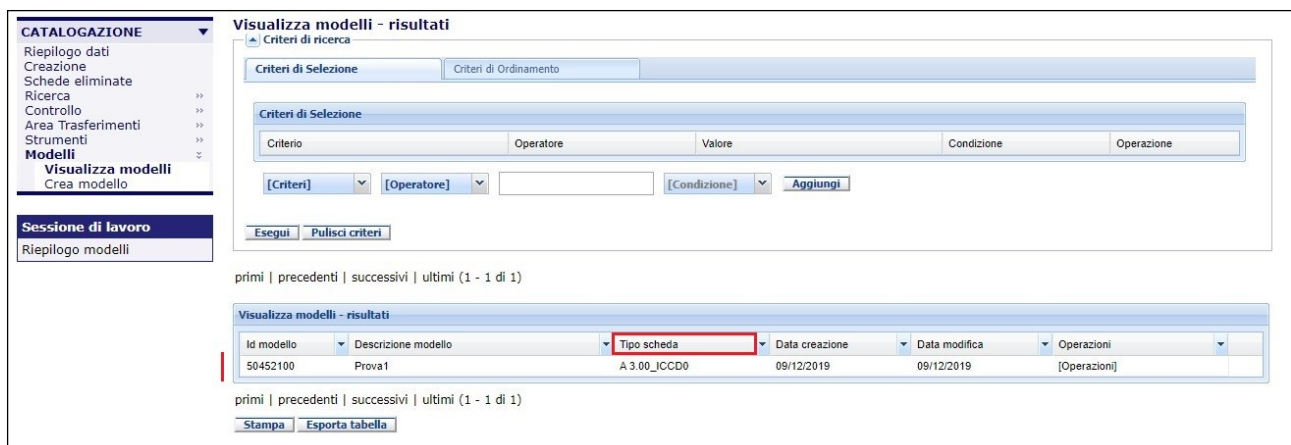 CATALOGAZIONE
Riepilogo dati
Creazione
Schede eliminate
Ricerca
Controllo
Area Trasferimenti
Strumenti
Modelli
Visualizza modelli
Crea modello
Sessione di lavoro
Riepilogo modelli
Visualizza modelli - risultati
Criteri di ricerca
Criteri di Selezione Criteri di Ordinamento
Criteri di Selezione
Criterio Operatore Valore Condizione Operazione
[Criteri] [Operatore] [Condizione] Aggiungi
Esegui Pulisci criteri
primi | precedenti | successivi | ultimi (1 - 1 di 1)
Visualizza modelli - risultati
Id modello Descrizione modello Tipo scheda Data creazione Data modifica Operazioni
50452100 Prova1 A 3.00_ICCD0 09/12/2019 09/12/2019 [Operazioni]
primi | precedenti | successivi | ultimi (1 - 1 di 1)
Stampa Esporta tabella